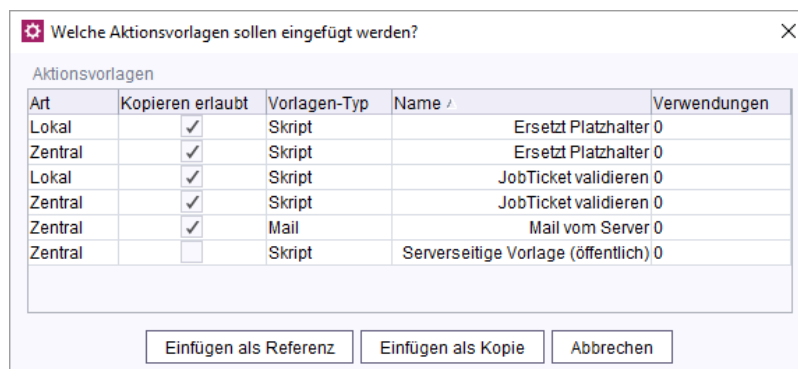 Welche Aktionsvorlagen sollen eingefügt werden?
Aktionsvorlagen
Art Kopieren erlaubt Vorlagen-Typ Name Verwendungen
Lokal Skript Ersetzt Platzhalter 0
Zentral Skript Ersetzt Platzhalter 0
Lokal Skript JobTicket validieren 0
Zentral Skript JobTicket validieren 0
Zentral Mail Mail vom Server 0
Zentral Skript Serverseitige Vorlage (öffentlich) 0
Einfügen als Referenz Einfügen als Kopie Abbrechen